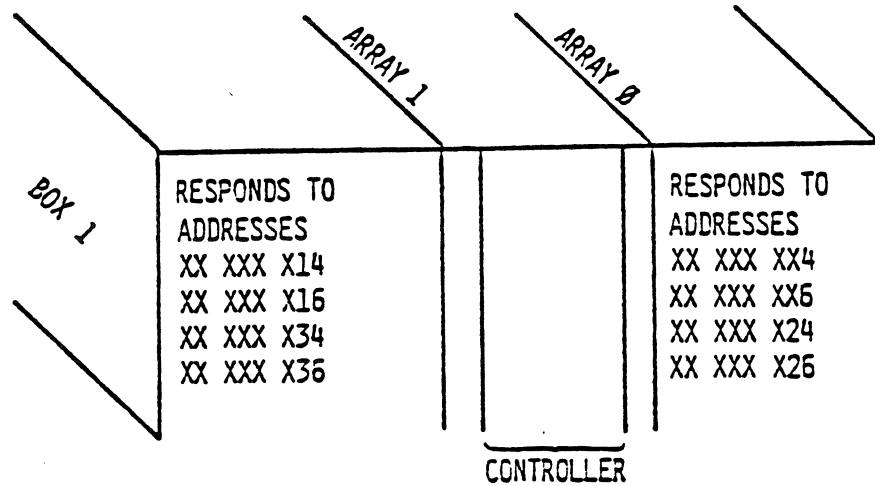 ARRAY 1
ARRAY Ø
BOX 1
RESPONDS TO
ADDRESSES
XX XXX X14
XX XXX X16
XX XXX X34
XX XXX X36
RESPONDS TO
ADDRESSES
XX XXX XX4
XX XXX XX6
XX XXX X24
XX XXX X26
CONTROLLER